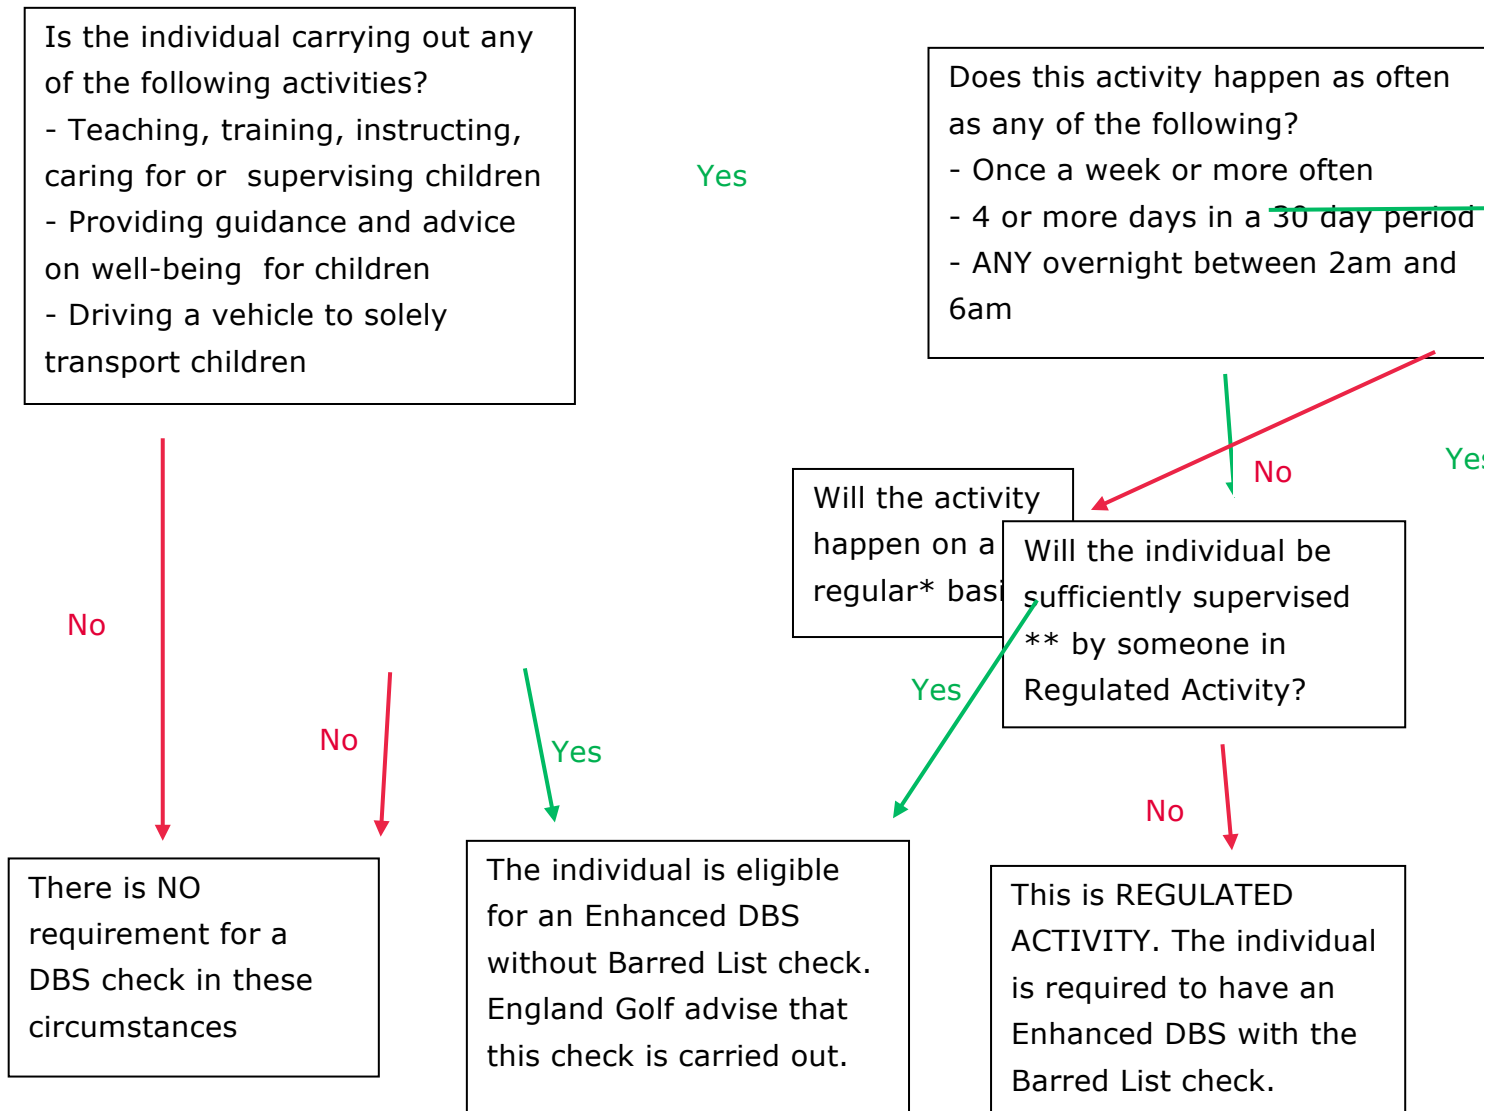 Is the individual carrying out any
of the following activities?
- Teaching, training, instructing,
caring for or supervising children
- Providing guidance and advice
on well-being for children
- Driving a vehicle to solely
transport children
Yes
Does this activity happen as often
as any of the following?
- Once a week or more often
- 4 or more days in a 30 day period
- ANY overnight between 2am and
6am
No
Will the activity
happen on a
regular*
Will the individual be
sufficiently supervised
** by someone in
Regulated Activity?
No
No
Yes
Yes
No
There is NO
requirement for a
DBS check in these
circumstances
The individual is eligible
for an Enhanced DBS
without Barred List check.
England Golf advise that
this check is carried out.
This is REGULATED
ACTIVITY. The individual
is required to have an
Enhanced DBS with the
Barred List check.